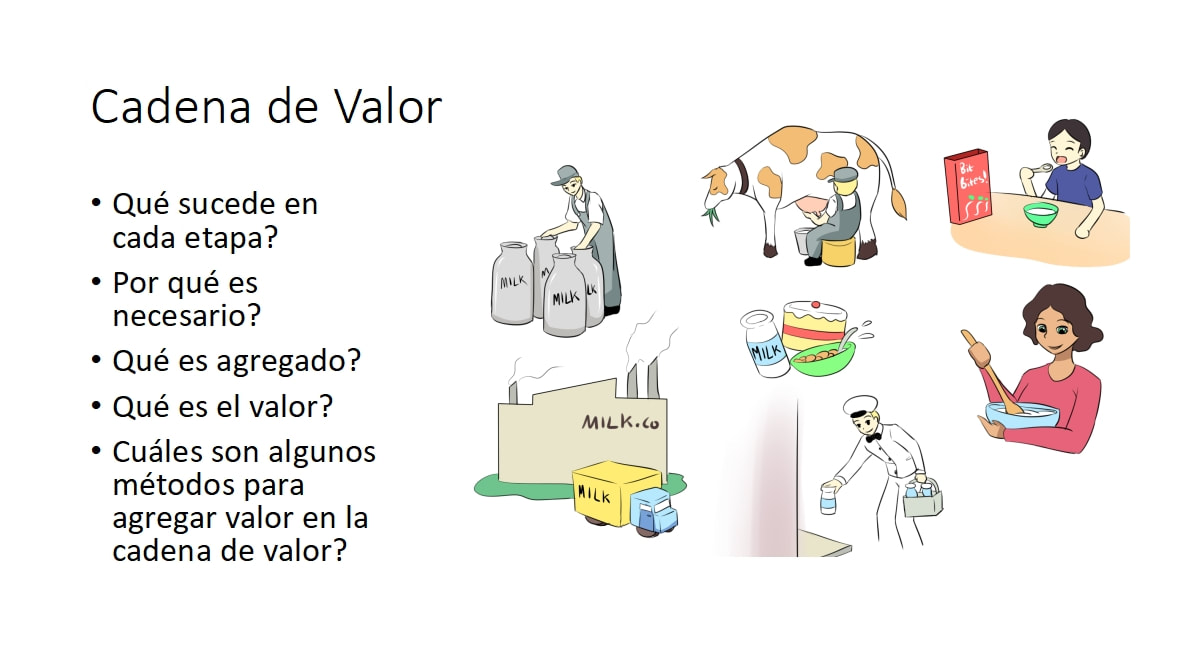 Cadena de Valor
• Qué sucede en
cada etapa?
• Por qué es
necesario?
• Qué es agregado?
• Qué es el valor?
• Cuáles son algunos
métodos para
agregar valor en la
cadena de valor?
MILK
M
MILK
LK
MILK.co
MILK
MILK
Bit
Bites!